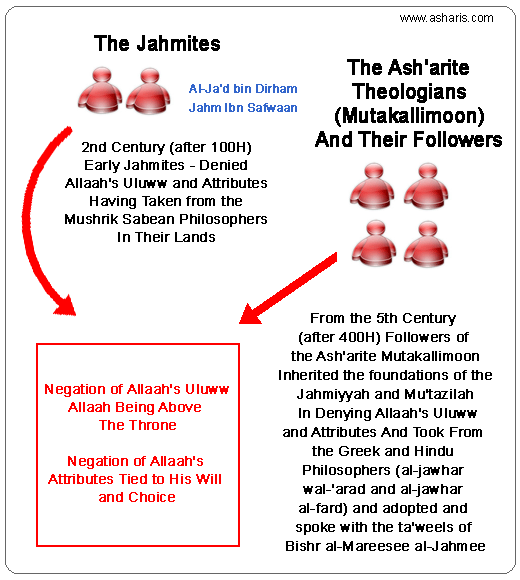 www.asharis.com
The Jahmites
Al-Ja'd bin Dirham
Jahm Ibn Safwaan
2nd Century (after 100H)
Early Jahmites - Denied
Allaah's Uluww and Attributes
Having Taken from the
Mushrik Sabean Philosophers
In Their Lands
The Ash'arite
Theologians
(Mutakallimoon)
And Their Followers
From the 5th Century
(after 400H) Followers of
the Ash'arite Mutakallimoon
Inherited the foundations of the
Jahmiyyah and Mu'tazilah
In Denying Allaah's Uluww
and Attributes And Took From
the Greek and Hindu
Philosophers (al-jawhar
wal-'arad and al-jawhar
al-fard) and adopted and
spoke with the ta'weels of
Bishr al-Mareesee al-Jahmee
Negation of Allaah's Uluww
Allaah Being Above
The Throne
Negation of Allaah's
Attributes Tied to His Will
and Choice